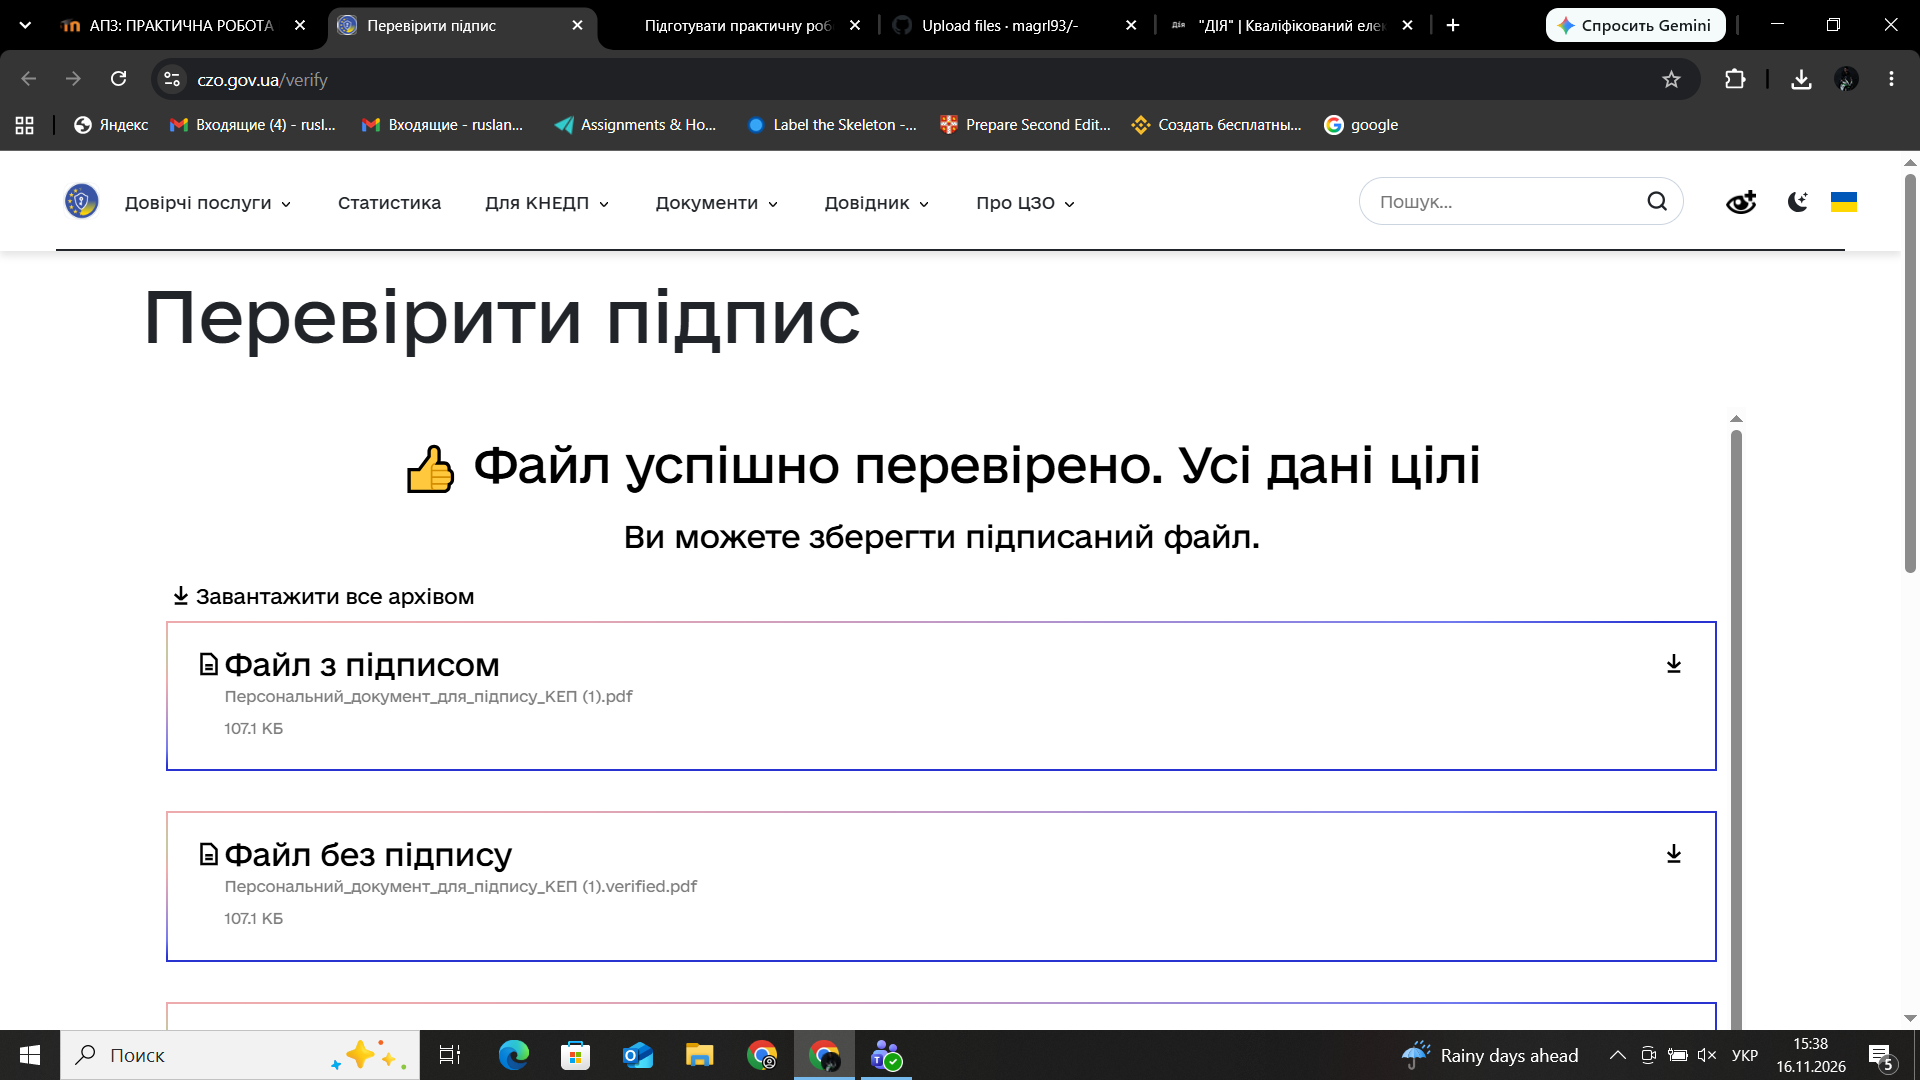 АПЗ: ПРАКТИЧНА РОБОТА
Перевірити підпис
Підготувати практичну роб
Upload files · magrl93/-
Дія "ДІЯ" | Кваліфікований елек
Спросить Gemini
czo.gov.ua/verify
Яндекс
Входящие (4) - rusl...
Входящие - ruslan...
Assignments & Ho...
Label the Skeleton -...
Prepare Second Edit...
Создать бесплатны...
google
Довірчі послуги
Статистика
Для КНЕДП
Документи
Довідник
Про ЦЗО
Пошук...
Перевірити підпис
Файл успішно перевірено. Усі дані цілі
Ви можете зберегти підписаний файл.
Завантажити все архівом
Файл з підписом
Персональний_документ_для_підпису_КЕП (1).pdf
107.1 КБ
Файл без підпису
Персональний_документ_для_підпису_КЕП (1).verified.pdf
107.1 КБ
Поиск
Rainy days ahead
УКР
15:38
16.11.2026
5